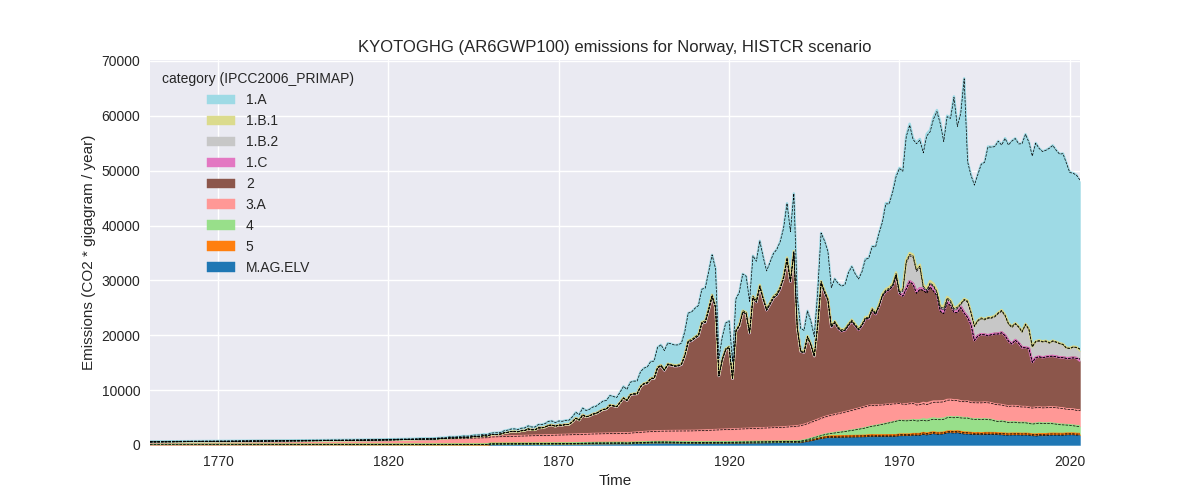 KYOTOGHG (AR6GWP100) emissions for Norway, HISTCR scenario
70000
60000
50000
40000
30000
20000
10000
0
Emissions (CO2 * gigagram / year)
category (IPCC2006_PRIMAP)
1.A
1.B.1
1.B.2
1.C
2
3.A
4
5
M.AG.ELV
1770
1820
1870
1920
1970
2020
Time